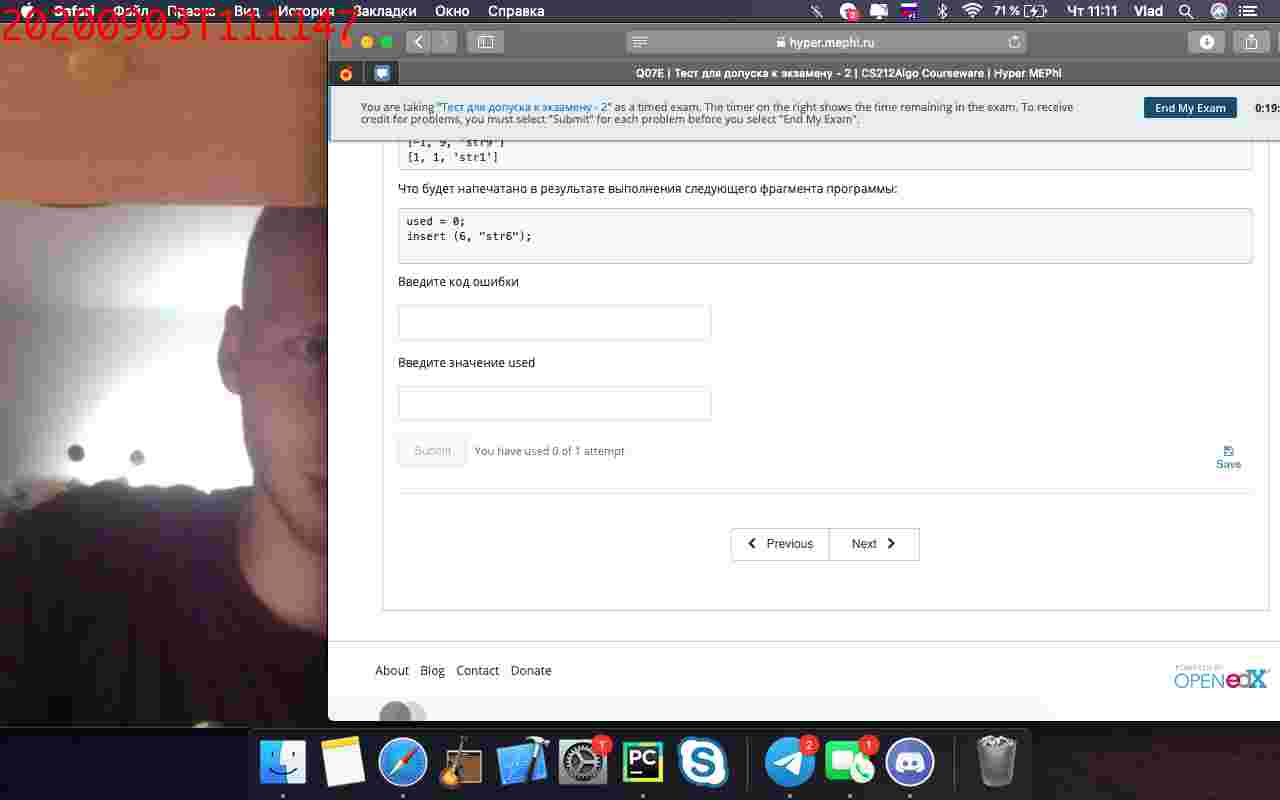 Safari Файл Правка Вид История Закладки Окно Справка 71 % Чт 11:11 Vlad
20200903T111147
hyper.mephi.ru
Q07E | Тест для допуска к экзамену - 2 | CS212Algo Courseware | Hyper MEPhI
You are taking "Тест для допуска к экзамену - 2" as a timed exam. The timer on the right shows the time remaining in the exam. To receive
credit for problems, you must select "Submit" for each problem before you select "End My Exam".
End My Exam
0:19:
[-1, 9, "str9"]
[1, 1, 'str1']
Что будет напечатано в результате выполнения следующего фрагмента программы:
used = 0;
insert (6, "str6");
Введите код ошибки
Введите значение used
Submit
You have used 0 of 1 attempt
Save
Previous
Next
About Blog Contact Donate
POWERED BY
OPEN edX
PC
S
1
2
1